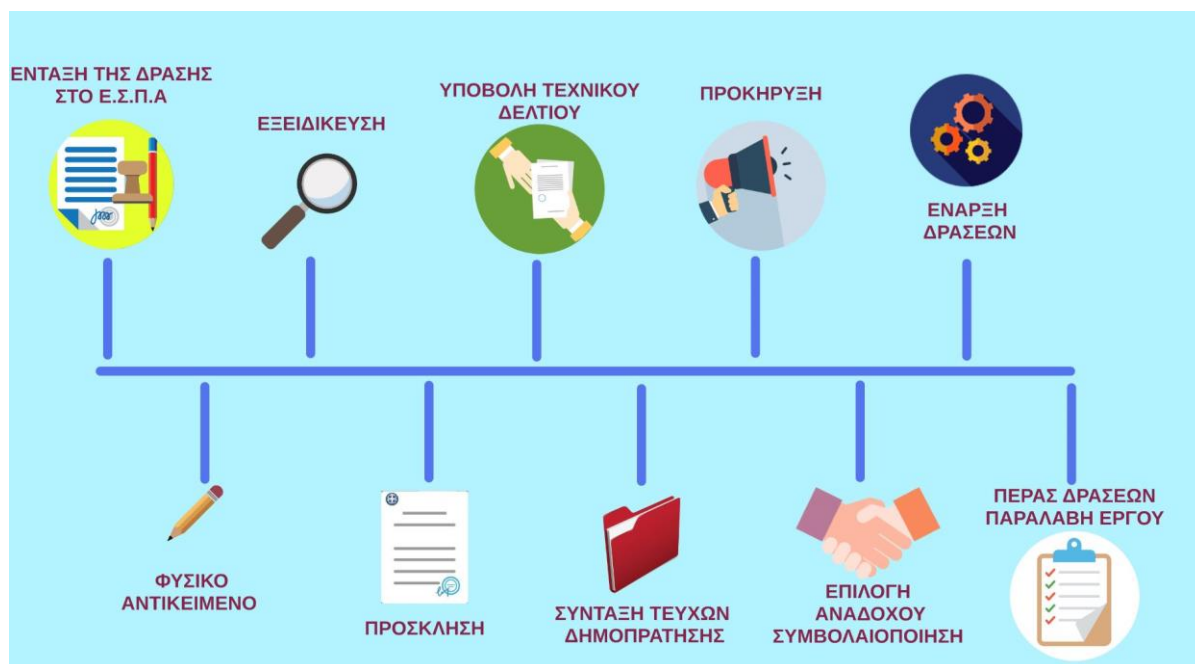 ΕΝΤΑΞΗ ΤΗΣ ΔΡΑΣΗΣ
ΣΤΟ Ε.Σ.Π.Α
ΕΞΕΙΔΙΚΕΥΣΗ
ΥΠΟΒΟΛΗ ΤΕΧΝΙΚΟΥ
ΔΕΛΤΙΟΥ
ΠΡΟΚΗΡΥΞΗ
ΕΝΑΡΞΗ
ΔΡΑΣΕΩΝ
ΦΥΣΙΚΟ
ΑΝΤΙΚΕΙΜΕΝΟ
ΠΡΟΣΚΛΗΣΗ
ΣΥΝΤΑΞΗ ΤΕΥΧΩΝ
ΔΗΜΟΠΡΑΤΗΣΗΣ
ΕΠΙΛΟΓΗ
ΑΝΑΔΟΧΟΥ
ΣΥΜΒΟΛΑΙΟΠΟΙΗΣΗ
ΠΕΡΑΣ ΔΡΑΣΕΩΝ
ΠΑΡΑΛΑΒΗ ΕΡΓΟΥ